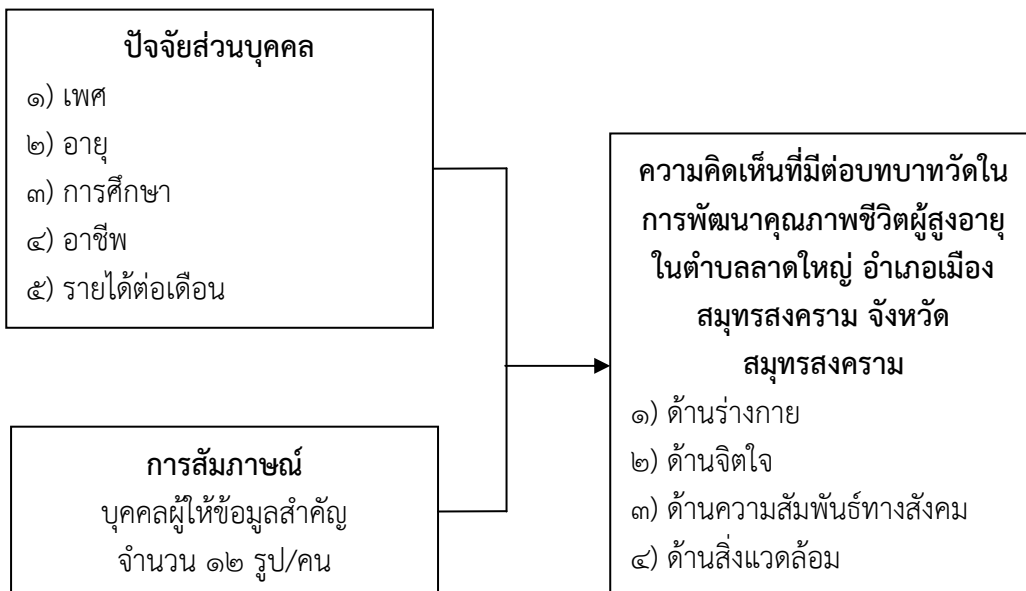 ปัจจัยส่วนบุคคล
๑) เพศ
๒) อายุ
๓) การศึกษา
๔) อาชีพ
๕) รายได้ต่อเดือน
การสัมภาษณ์
บุคคลผู้ให้ข้อมูลสำคัญ
จำนวน ๑๒ รูป/คน
ความคิดเห็นที่มีต่อบทบาทวัดใน
การพัฒนาคุณภาพชีวิตผู้สูงอายุ
ในตำบลลาดใหญ่ อำเภอเมือง
สมุทรสงคราม จังหวัด
สมุทรสงคราม
๑) ด้านร่างกาย
๒) ด้านจิตใจ
๓) ด้านความสัมพันธ์ทางสังคม
๔) ด้านสิ่งแวดล้อม